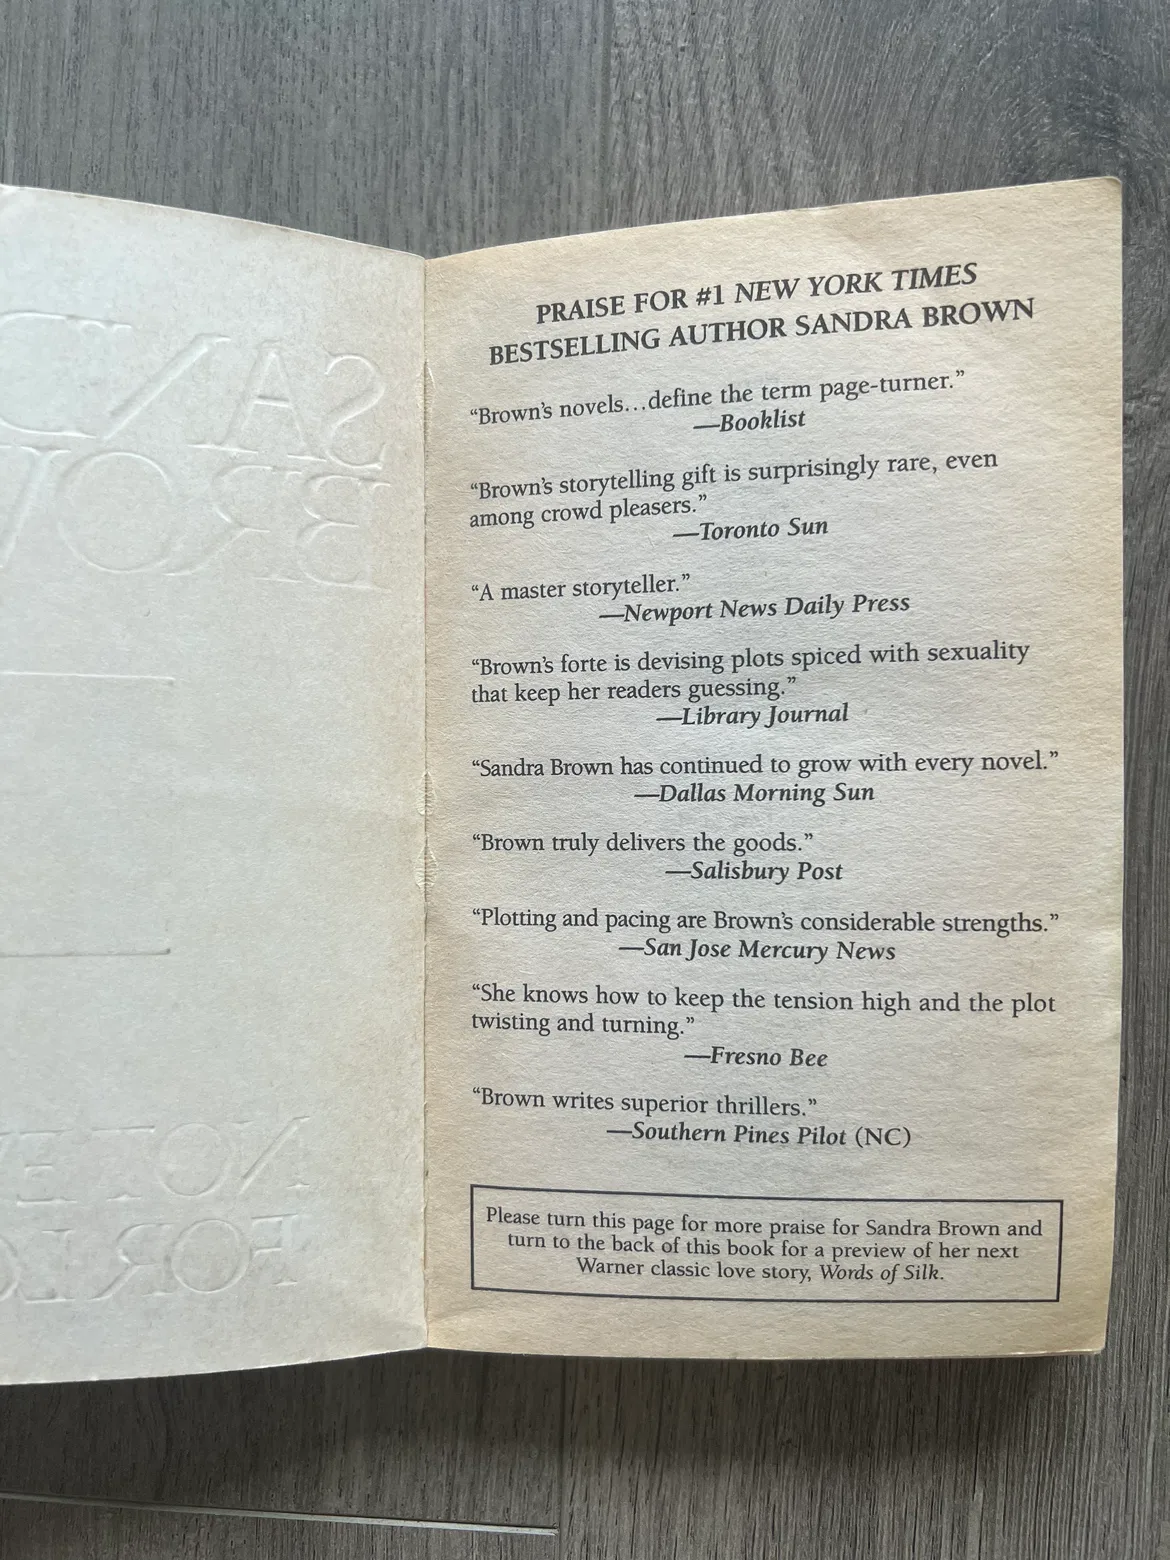 SAN
BROW
NOT E
FOR LO
PRAISE FOR #1 NEW YORK TIMES
BESTSELLING AUTHOR SANDRA BROWN
“Brown’s novels…define the term page-turner.”
—Booklist
“Brown’s storytelling gift is surprisingly rare, even
among crowd pleasers.”
—Toronto Sun
“A master storyteller.”
—Newport News Daily Press
“Brown’s forte is devising plots spiced with sexuality
that keep her readers guessing.”
—Library Journal
“Sandra Brown has continued to grow with every novel.”
—Dallas Morning Sun
“Brown truly delivers the goods.”
—Salisbury Post
“Plotting and pacing are Brown’s considerable strengths.”
—San Jose Mercury News
“She knows how to keep the tension high and the plot
twisting and turning.”
—Fresno Bee
“Brown writes superior thrillers.”
—Southern Pines Pilot (NC)
Please turn this page for more praise for Sandra Brown and
turn to the back of this book for a preview of her next
Warner classic love story, Words of Silk.